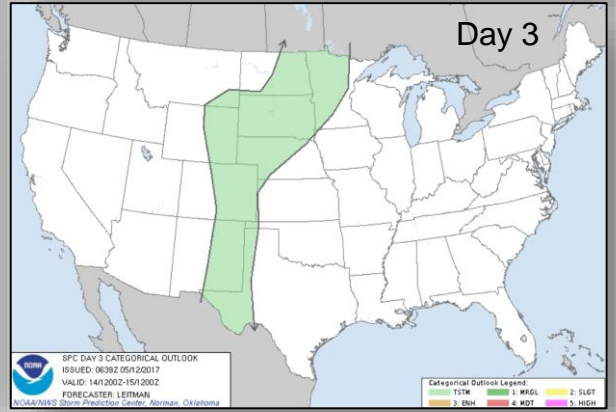 Day 3
NOAA
SPC DAY 3 CATEGORICAL OUTLOOK
ISSUED: 0639Z 05/12/2017
VALID: 14/1200Z-15/1200Z
FORECASTER: LEITMAN
NOAA/NWS Storm Prediction Center, Norman, Oklahoma
Categorical Outlook Legend:
TSTM 1: MRGL 2: SLGT
3: ENH 4: MDT 5: HIGH